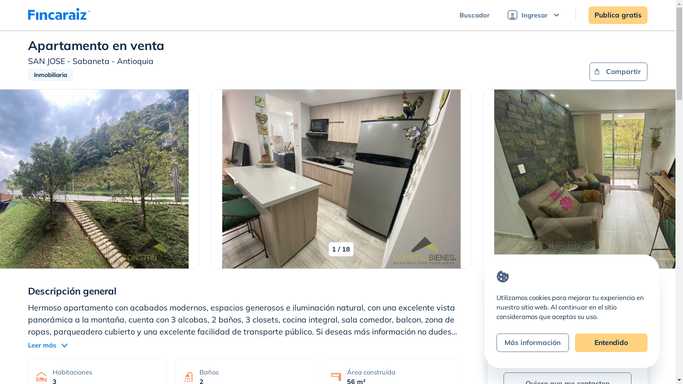 Fincaraiz
Buscador
Ingresar
Publica gratis
Apartamento en venta
SAN JOSE - Sabaneta - Antioquia
Inmobiliaria
Compartir
1 / 18
BIENES
Descripción general
Hermoso apartamento con acabados modernos, espacios generosos e iluminación natural, con una excelente vista
panorámica a la montaña, cuenta con 3 alcobas, 2 baños, 3 closets, cocina integral, sala comedor, balcon, zona de
ropas, parqueadero cubierto y una excelente facilidad de transporte público. Si deseas más información no dudes...
Leer más
Habitaciones
3
Baños
2
Área construida
56 m²
Utilizamos cookies para mejorar tu experiencia en
nuestro sitio web. Al continuar en el sitio
consideramos que aceptas su uso.
Más información
Entendido
Quiero que me contacten